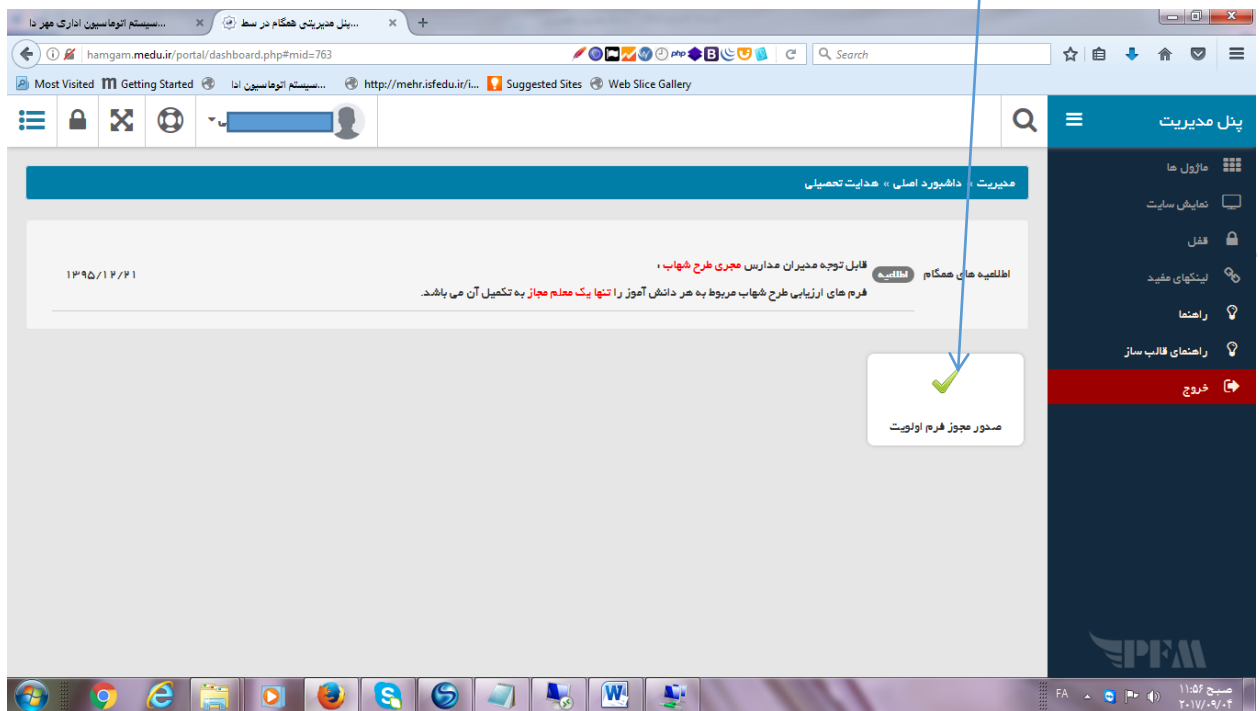 ...سیستم اتوماسیون اداری مهر دا
...پنل مدیریتی همگام در سط
hamgam.medu.ir/portal/dashboard.php#mid=763
php
Search
Most Visited
Getting Started
...سیستم اتوماسیون ادا
http://mehr.isfedu.ir/i...
Suggested Sites
Web Slice Gallery
پنل مدیریت
ماژول ها
نمایش سایت
قفل
لینکهای مفید
راهنما
راهنمای قالب ساز
خروج
مدیریت » داشبورد اصلی » هدایت تحصیلی
اطلاعیه های همگام
اطلاعیه
قابل توجه مدیران مدارس مجری طرح شهاب ،
فرم های ارزیابی طرح شهاب مربوط به هر دانش آموز را تنها یک معلم مجاز به تکمیل آن می باشد.
۱۳۹۵/۱۲/۲۱
صدور مجوز فرم اولویت
PFM
FA
۱۱:۵۶ صبح
۲۰۱۷/۰۹/۰۴